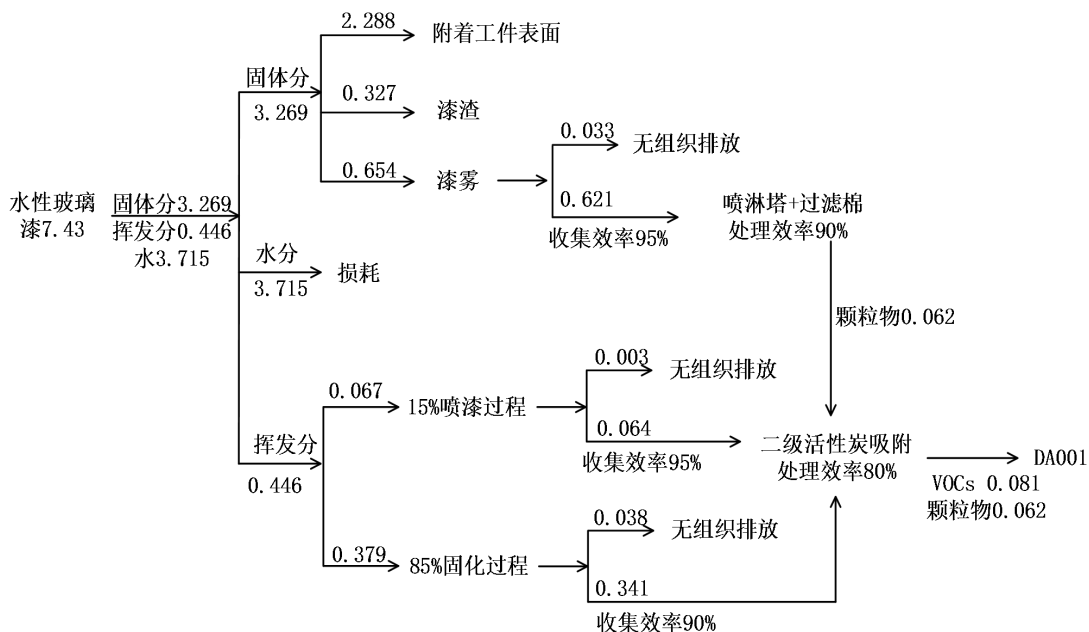 2.288
附着工件表面
固体分
3.269
0.327
漆渣
0.654
漆雾
0.033
无组织排放
0.621
收集效率95%
喷淋塔+过滤棉
处理效率90%
水性玻璃
漆7.43
固体分3.269
挥发分0.446
水3.715
水分
3.715
损耗
颗粒物0.062
挥发分
0.446
0.067
15%喷漆过程
0.003
无组织排放
0.064
收集效率95%
二级活性炭吸附
处理效率80%
DA001
VOCs 0.081
颗粒物0.062
0.379
85%固化过程
0.038
无组织排放
0.341
收集效率90%